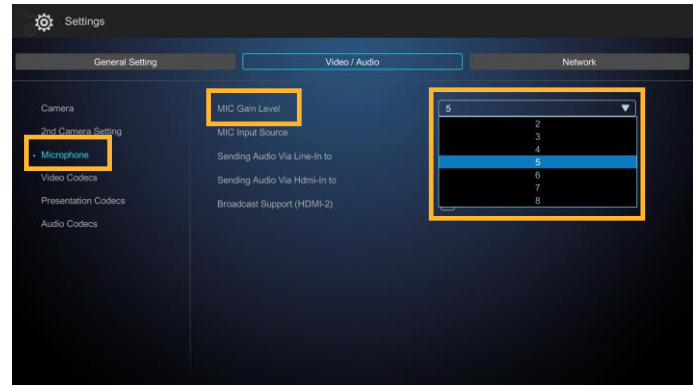 Settings
General Setting
Video / Audio
Network
Camera
2nd Camera Setting
Microphone
Video Codecs
Presentation Codecs
Audio Codecs
MIC Gain Level
MIC Input Source
Sending Audio Via Line-In to
Sending Audio Via Hdmi-In to
Broadcast Support (HDMI-2)
5
2
3
4
5
6
7
8